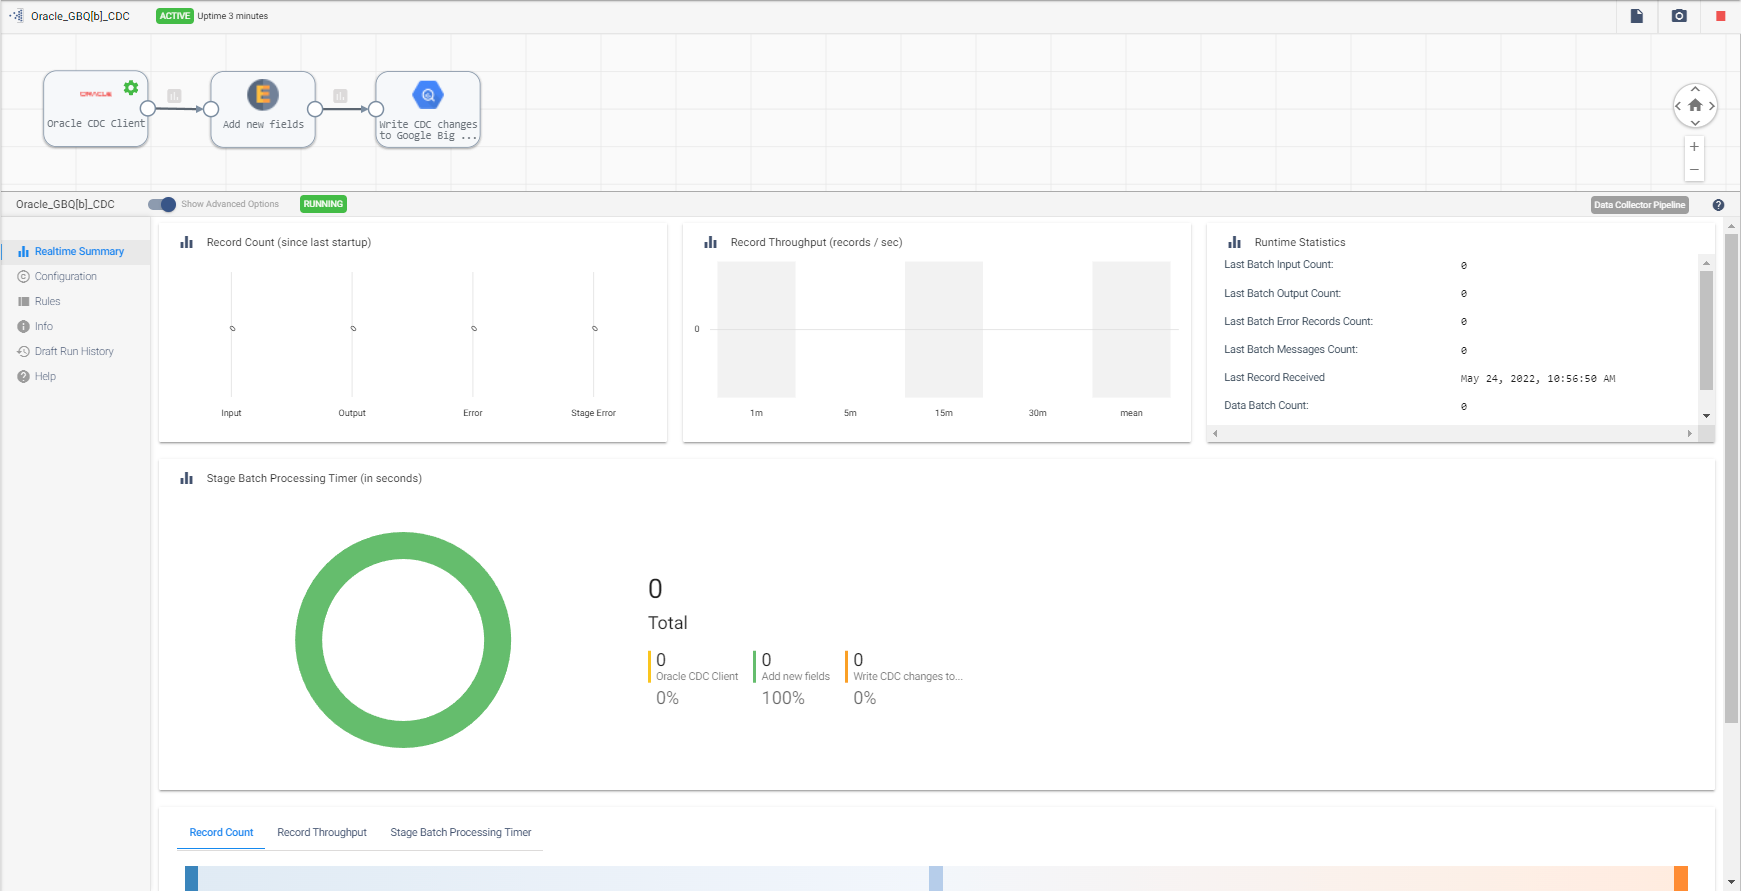 Oracle_GBQ[b]_CDC ACTIVE Uptime 3 minutes
ORACLE
Oracle CDC Client
E
Add new fields
Write CDC changes
to Google Big ...
+
−
Oracle_GBQ[b]_CDC Show Advanced Options RUNNING Data Collector Pipeline ?
Realtime Summary
Configuration
Rules
Info
Draft Run History
Help
Record Count (since last startup)
0 0 0 0
Input Output Error Stage Error
Record Throughput (records / sec)
0
1m 5m 15m 30m mean
Runtime Statistics
Last Batch Input Count: 0
Last Batch Output Count: 0
Last Batch Error Records Count: 0
Last Batch Messages Count: 0
Last Record Received May 24, 2022, 10:56:50 AM
Data Batch Count: 0
Stage Batch Processing Timer (in seconds)
0
Total
0 0 0
Oracle CDC Client Add new fields Write CDC changes to...
0% 100% 0%
Record Count Record Throughput Stage Batch Processing Timer